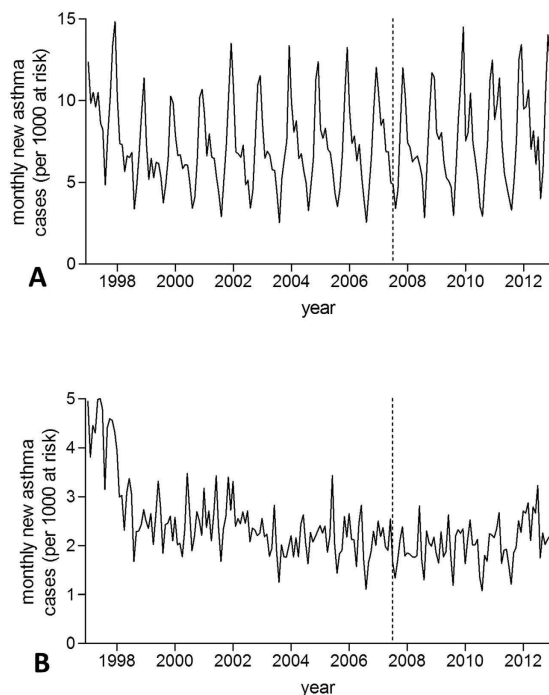 15
10
5
0
monthly new asthma
cases (per 1000 at risk)
1998 2000 2002 2004 2006 2008 2010 2012
year
A
5
4
3
2
1
0
monthly new asthma
cases (per 1000 at risk)
1998 2000 2002 2004 2006 2008 2010 2012
year
B